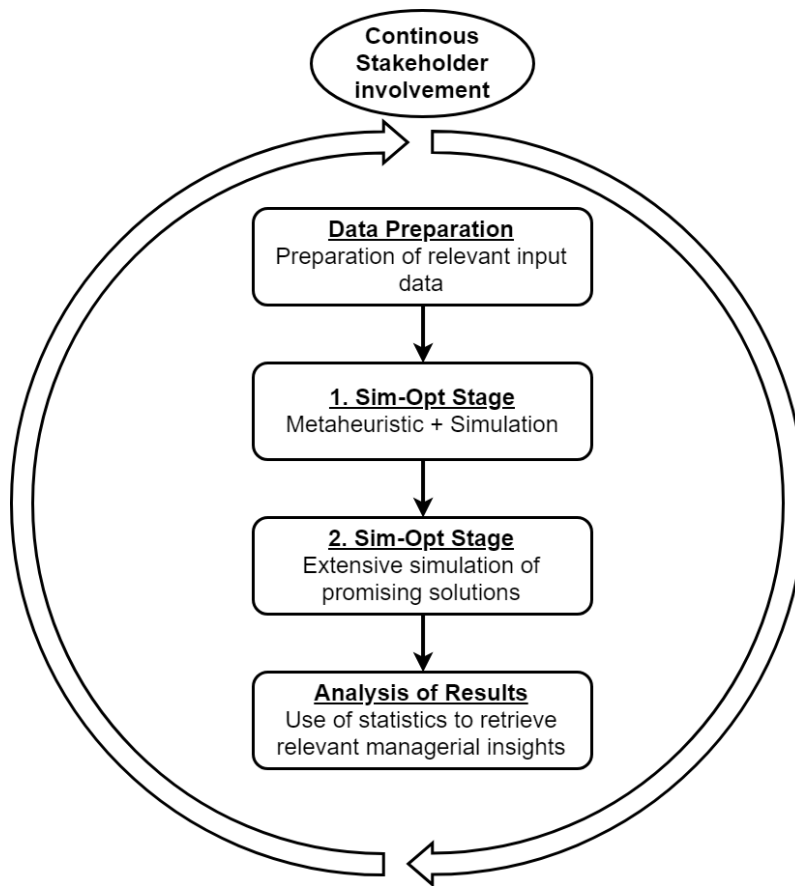 Continous
Stakeholder
involvement
Data Preparation
Preparation of relevant input
data
1. Sim-Opt Stage
Metaheuristic + Simulation
2. Sim-Opt Stage
Extensive simulation of
promising solutions
Analysis of Results
Use of statistics to retrieve
relevant managerial insights